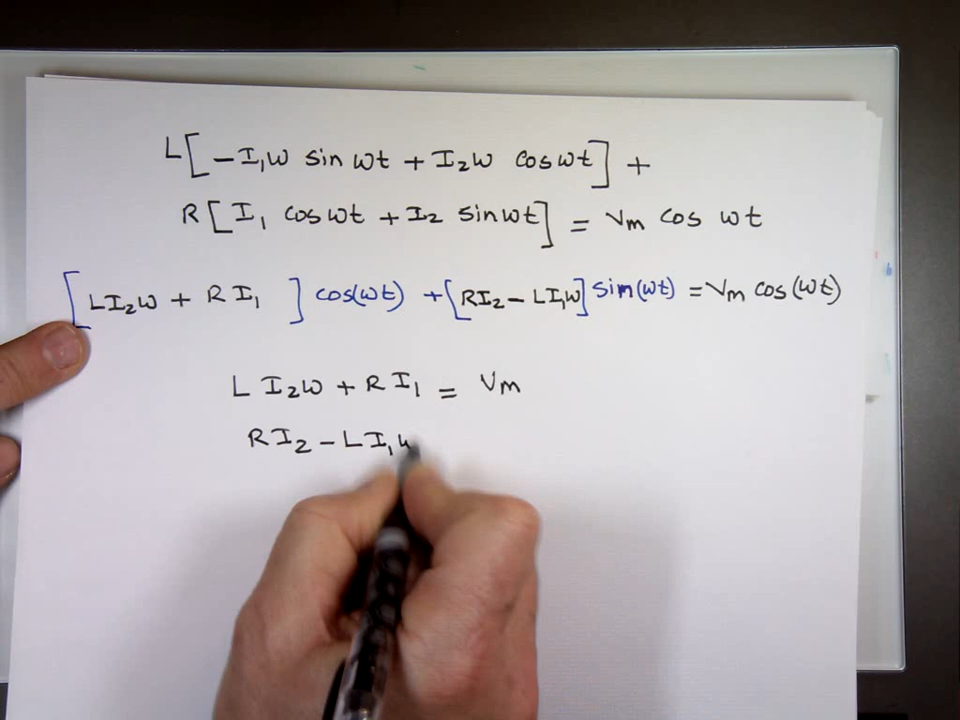 L[-I₁ω sin ωt + I₂ω cos ωt] +
R[I₁ cos ωt + I₂ sin ωt] = Vm cos ωt
[LI₂ω + RI₁ ] cos(ωt) + [RI₂ - LI₁ω] sin(ωt) = Vm cos(ωt)
L I₂ω + R I₁ = Vm
RI₂ - LI₁ω